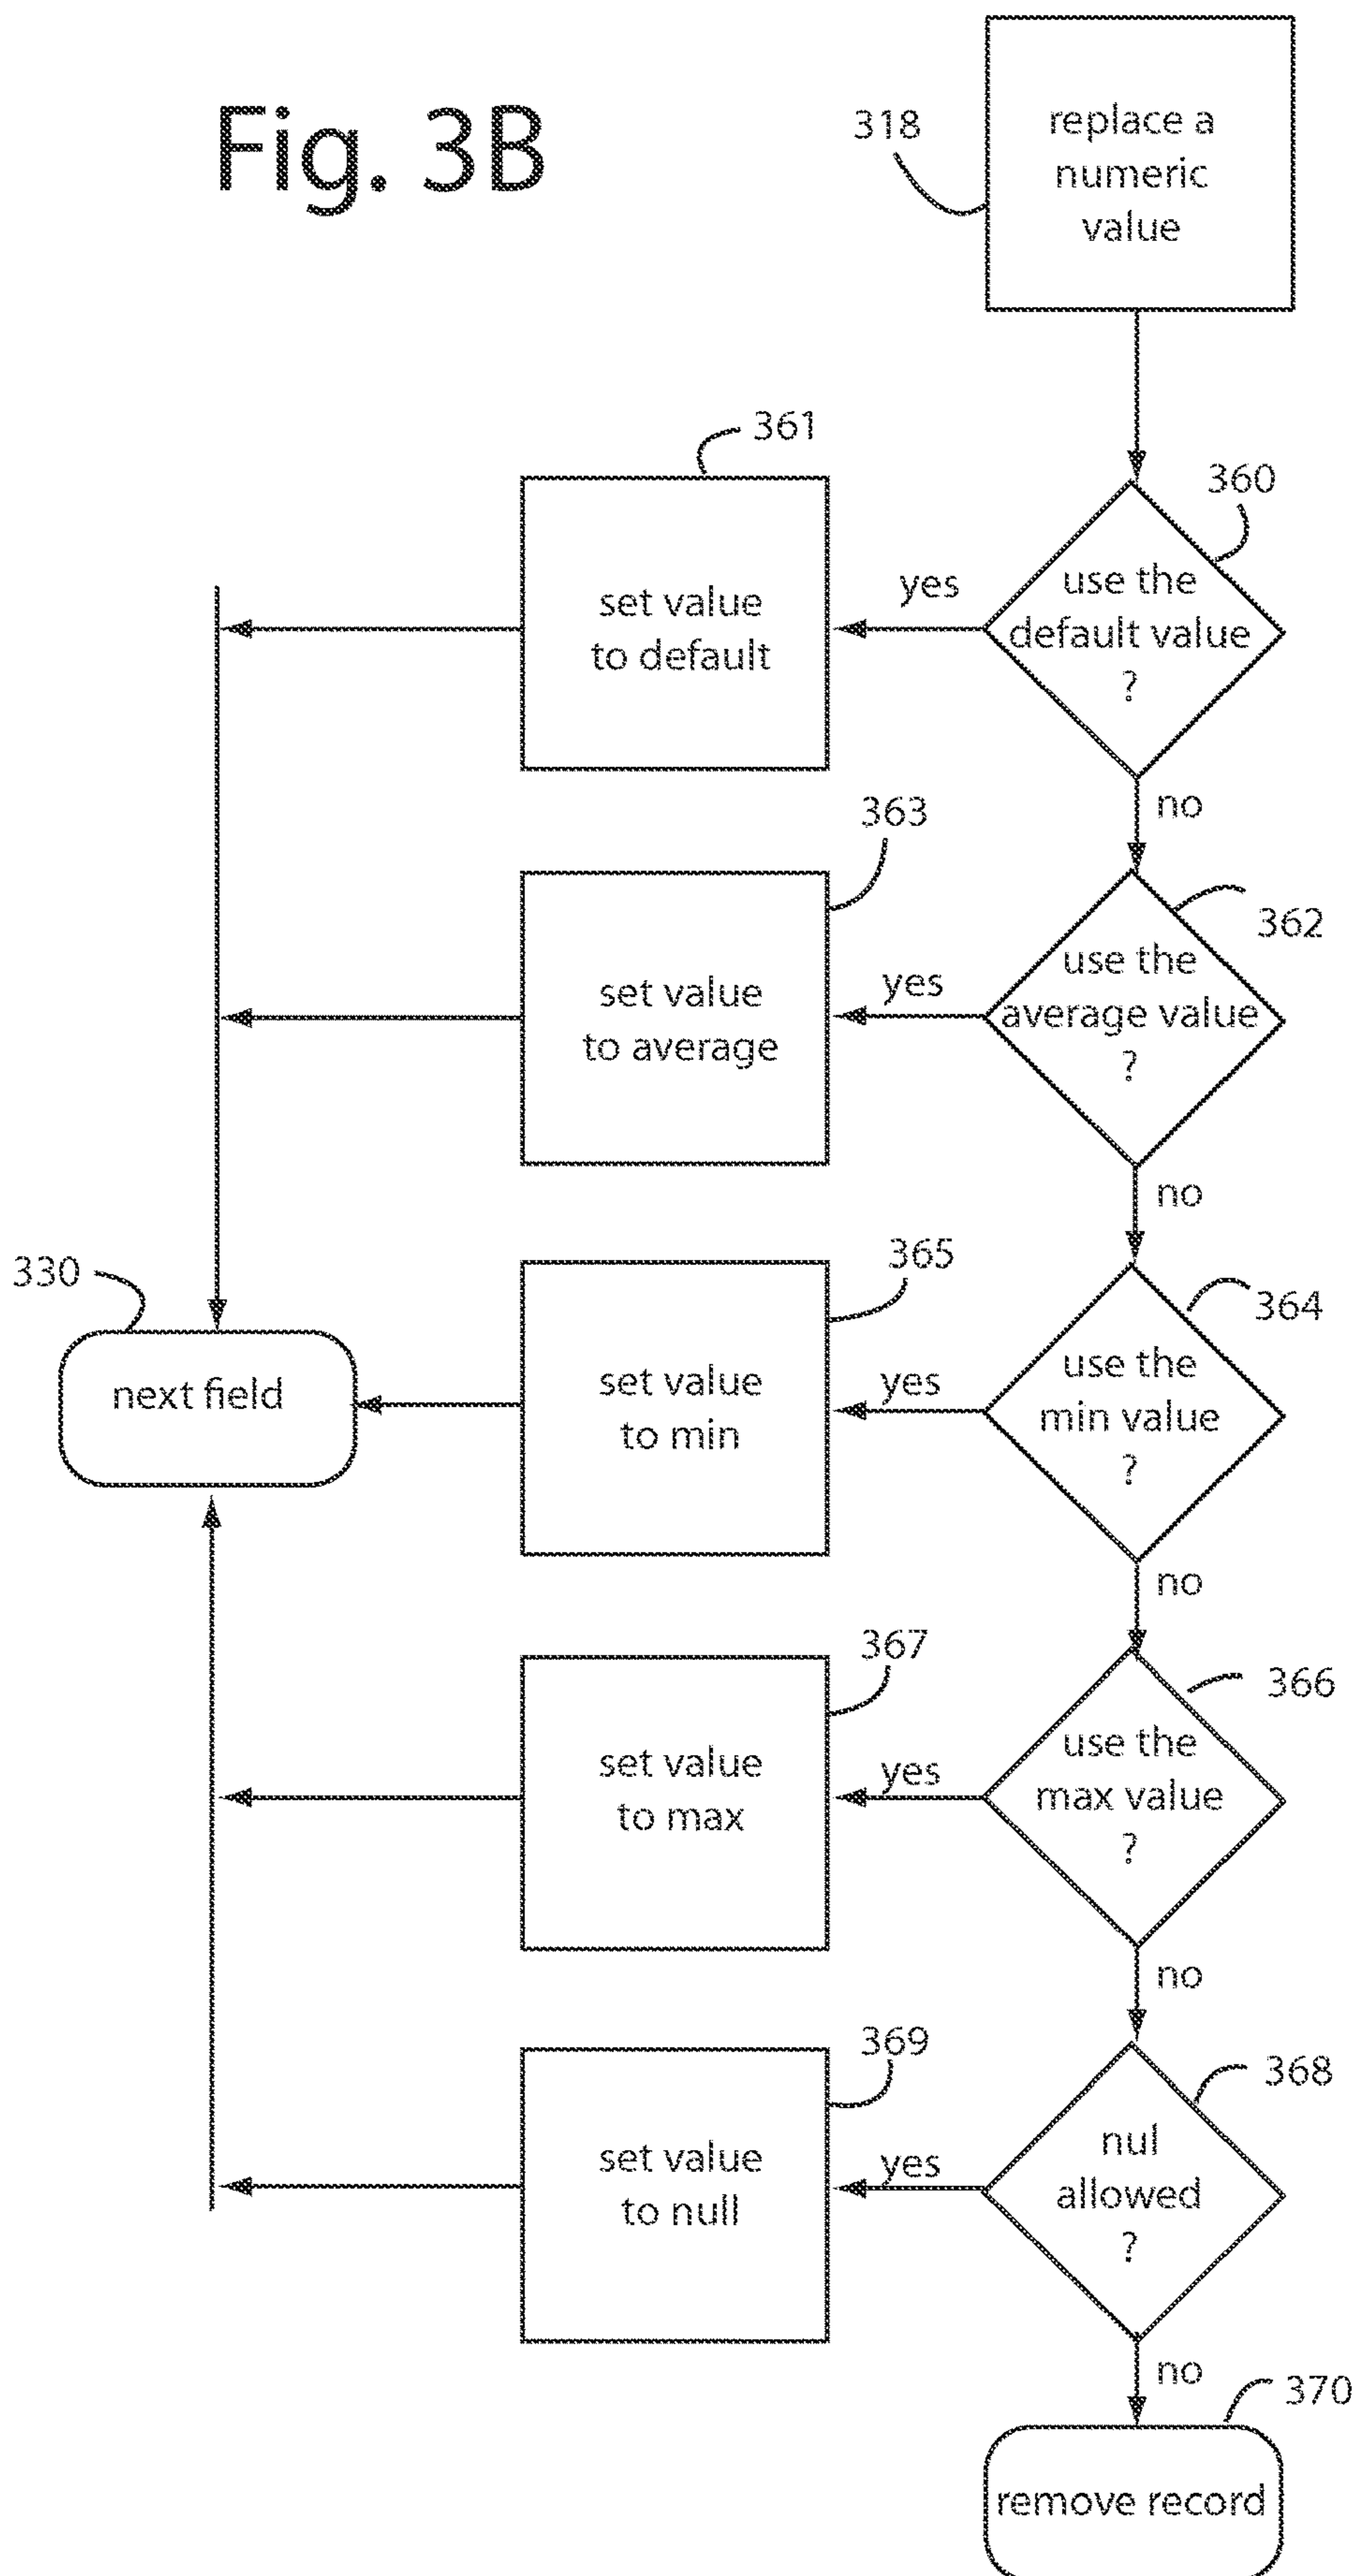 Fig. 3B
318
replace a
numeric
value
361
360
set value
to default
yes
use the
default value
?
no
363
362
set value
to average
yes
use the
average value
?
no
330
next field
365
364
set value
to min
yes
use the
min value
?
no
367
366
set value
to max
yes
use the
max value
?
no
369
368
set value
to null
yes
nul
allowed
?
no
370
remove record